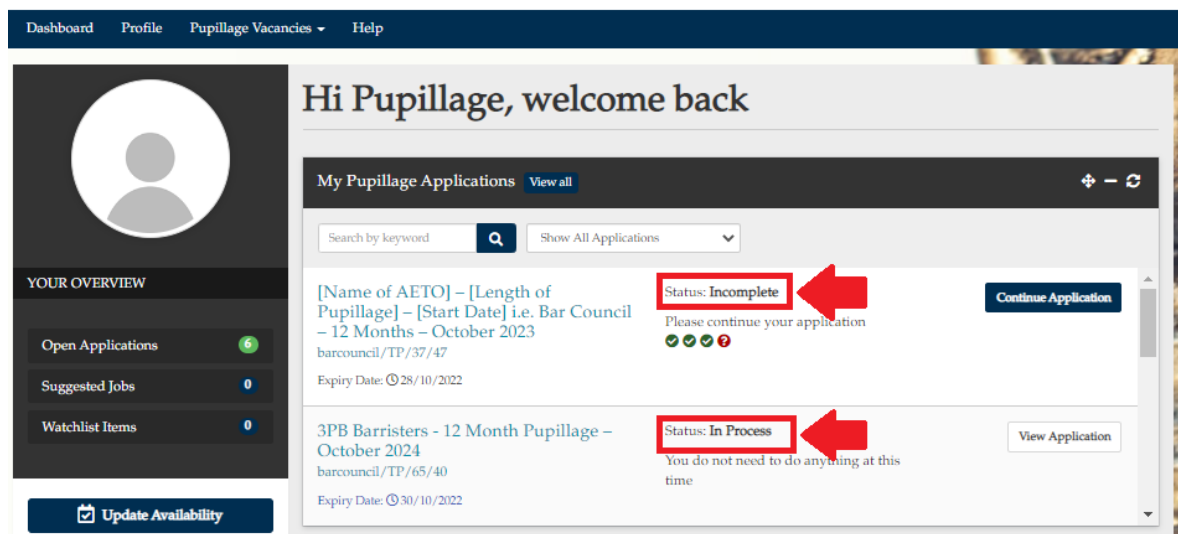 Dashboard Profile Pupillage Vacancies Help
Hi Pupillage, welcome back
My Pupillage Applications View all
Search by keyword Show All Applications
YOUR OVERVIEW
Open Applications 6
Suggested Jobs 0
Watchlist Items 0
Update Availability
[Name of AETO] – [Length of
Pupillage] – [Start Date] i.e. Bar Council
– 12 Months – October 2023
barcouncil/TP/37/47
Expiry Date: 28/10/2022
Status: Incomplete
Please continue your application
Continue Application
3PB Barristers - 12 Month Pupillage –
October 2024
barcouncil/TP/65/40
Expiry Date: 30/10/2022
Status: In Process
You do not need to do anything at this
time
View Application